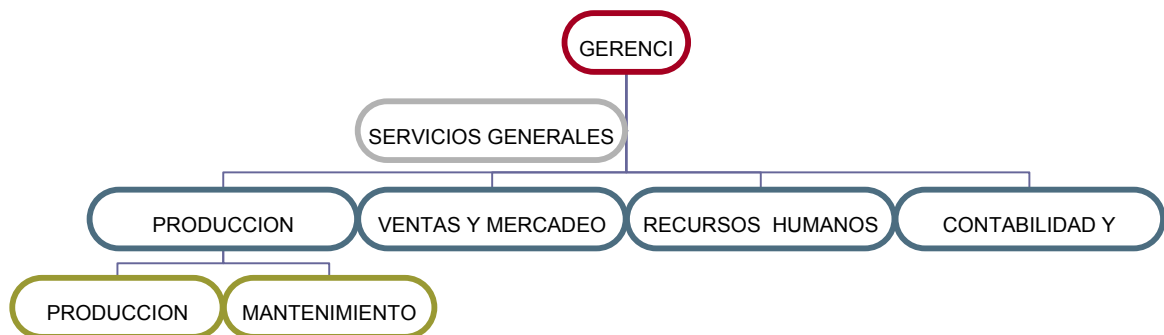 GERENCI
SERVICIOS GENERALES
PRODUCCION
VENTAS Y MERCADEO
RECURSOS HUMANOS
CONTABILIDAD Y
PRODUCCION
MANTENIMIENTO